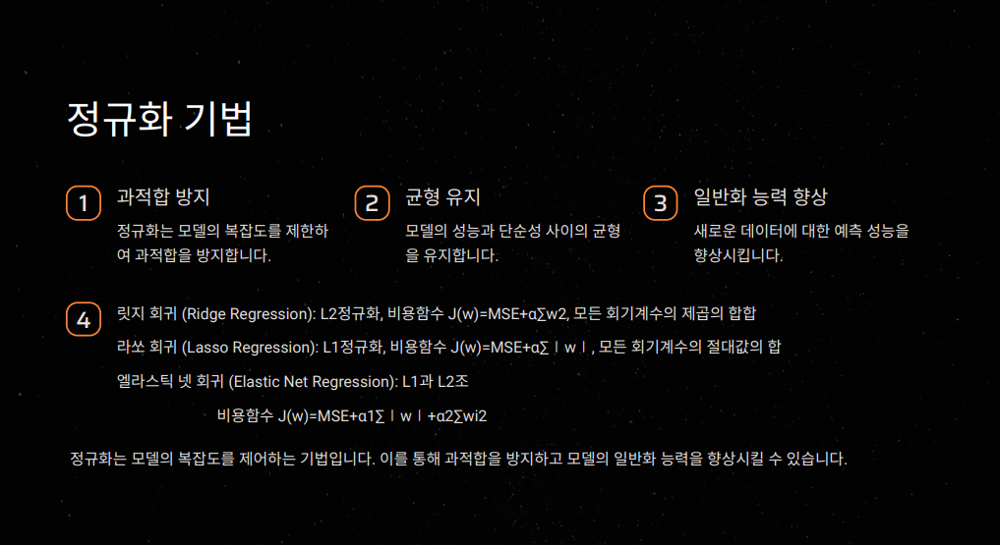 정규화 기법
1 과적합 방지
정규화는 모델의 복잡도를 제한하
여 과적합을 방지합니다.
2 균형 유지
모델의 성능과 단순성 사이의 균형
을 유지합니다.
3 일반화 능력 향상
새로운 데이터에 대한 예측 성능을
향상시킵니다.
4 릿지 회귀 (Ridge Regression): L2정규화, 비용함수 J(w)=MSE+α∑w2, 모든 회기계수의 제곱의 합합
라쏘 회귀 (Lasso Regression): L1정규화, 비용함수 J(w)=MSE+α∑ㅣwㅣ, 모든 회기계수의 절대값의 합
엘라스틱 넷 회귀 (Elastic Net Regression): L1과 L2조
비용함수 J(w)=MSE+α1∑ㅣwㅣ+α2∑wi2
정규화는 모델의 복잡도를 제어하는 기법입니다. 이를 통해 과적합을 방지하고 모델의 일반화 능력을 향상시킬 수 있습니다.